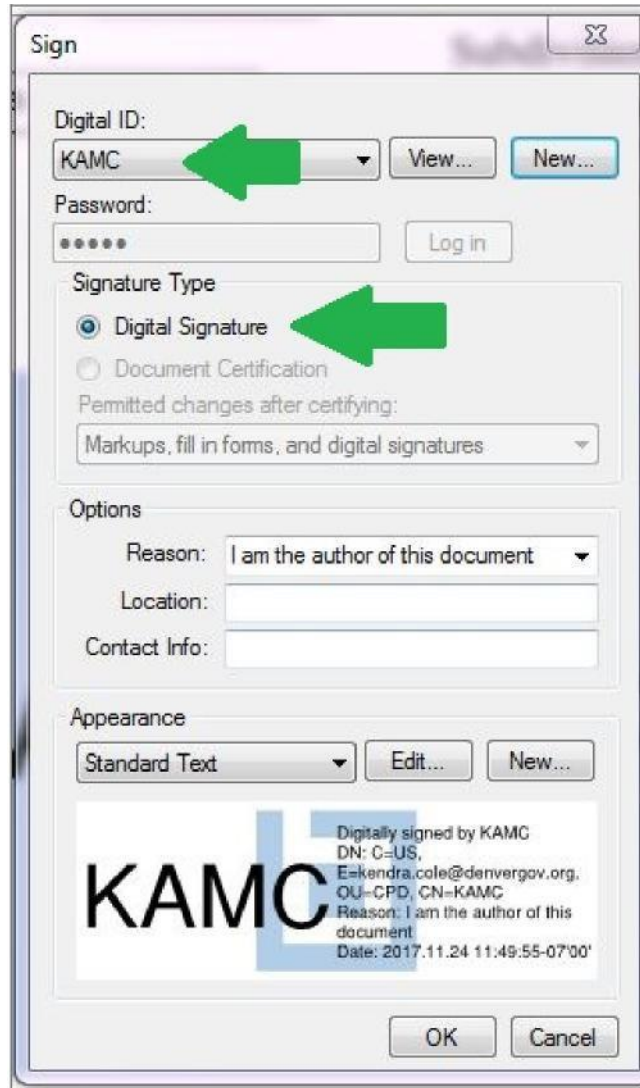 Sign
Digital ID:
KAMC View... New...
Password:
••••• Log in
Signature Type
Digital Signature
Document Certification
Permitted changes after certifying:
Markups, fill in forms, and digital signatures
Options
Reason: I am the author of this document
Location:
Contact Info:
Appearance
Standard Text Edit... New...
KAMC
Digitally signed by KAMC
DN: C=US,
E=kendra.cole@denvergov.org,
OU=CPD, CN=KAMC
Reason: I am the author of this
document
Date: 2017.11.24 11:49:55-07'00'
OK Cancel